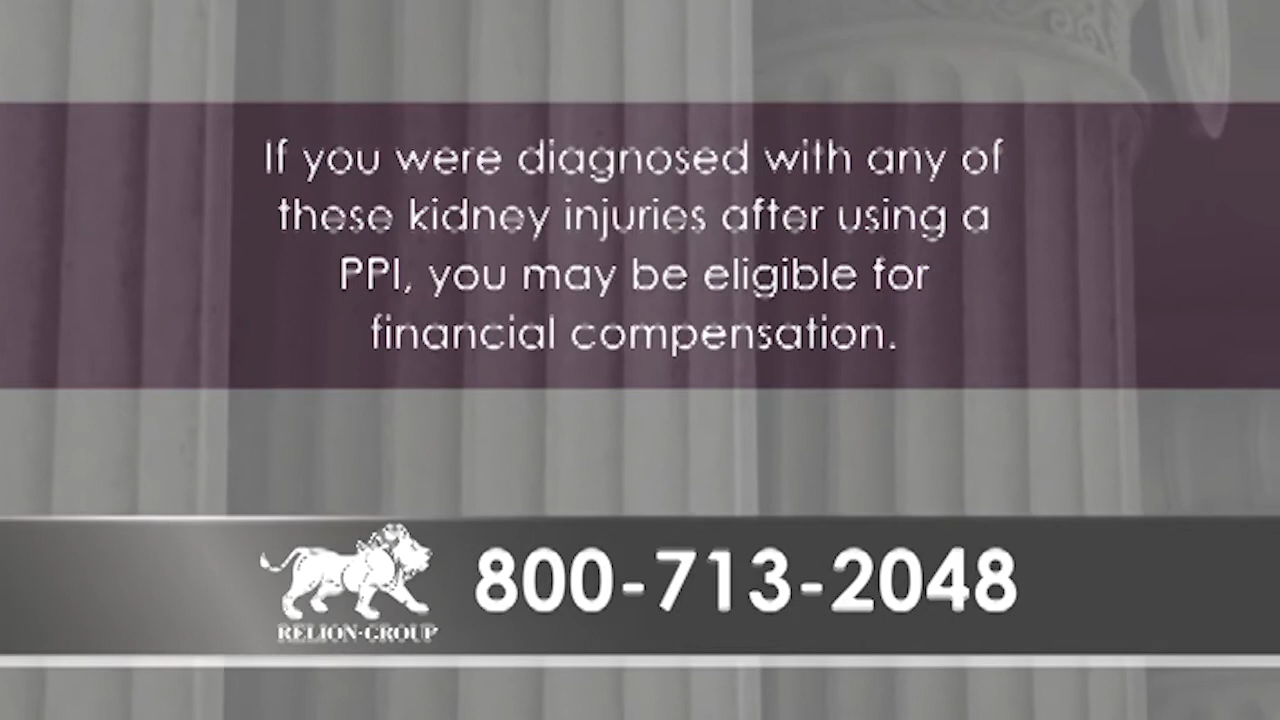 If you were diagnosed with any of
these kidney injuries after using a
PPI, you may be eligible for
financial compensation.
800-713-2048
RELION·GROUP